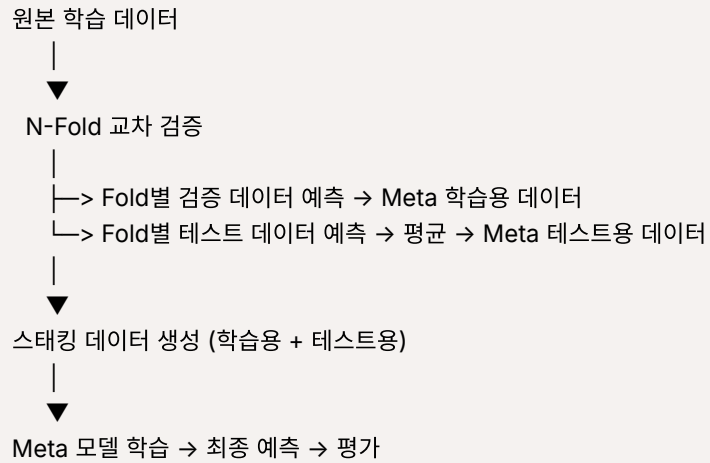 원본 학습 데이터
│
▼
N-Fold 교차 검증
│
├─> Fold별 검증 데이터 예측 → Meta 학습용 데이터
└─> Fold별 테스트 데이터 예측 → 평균 → Meta 테스트용 데이터
│
▼
스태킹 데이터 생성 (학습용 + 테스트용)
│
▼
Meta 모델 학습 → 최종 예측 → 평가